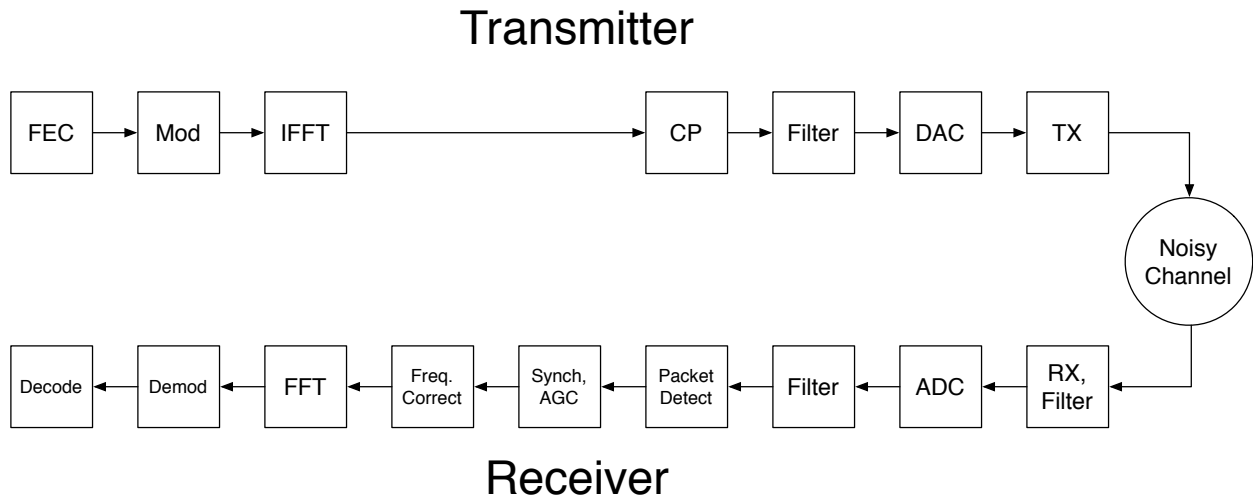 Transmitter
FEC
Mod
IFFT
CP
Filter
DAC
TX
Noisy
Channel
Decode
Demod
FFT
Freq.
Correct
Synch,
AGC
Packet
Detect
Filter
ADC
RX,
Filter
Receiver